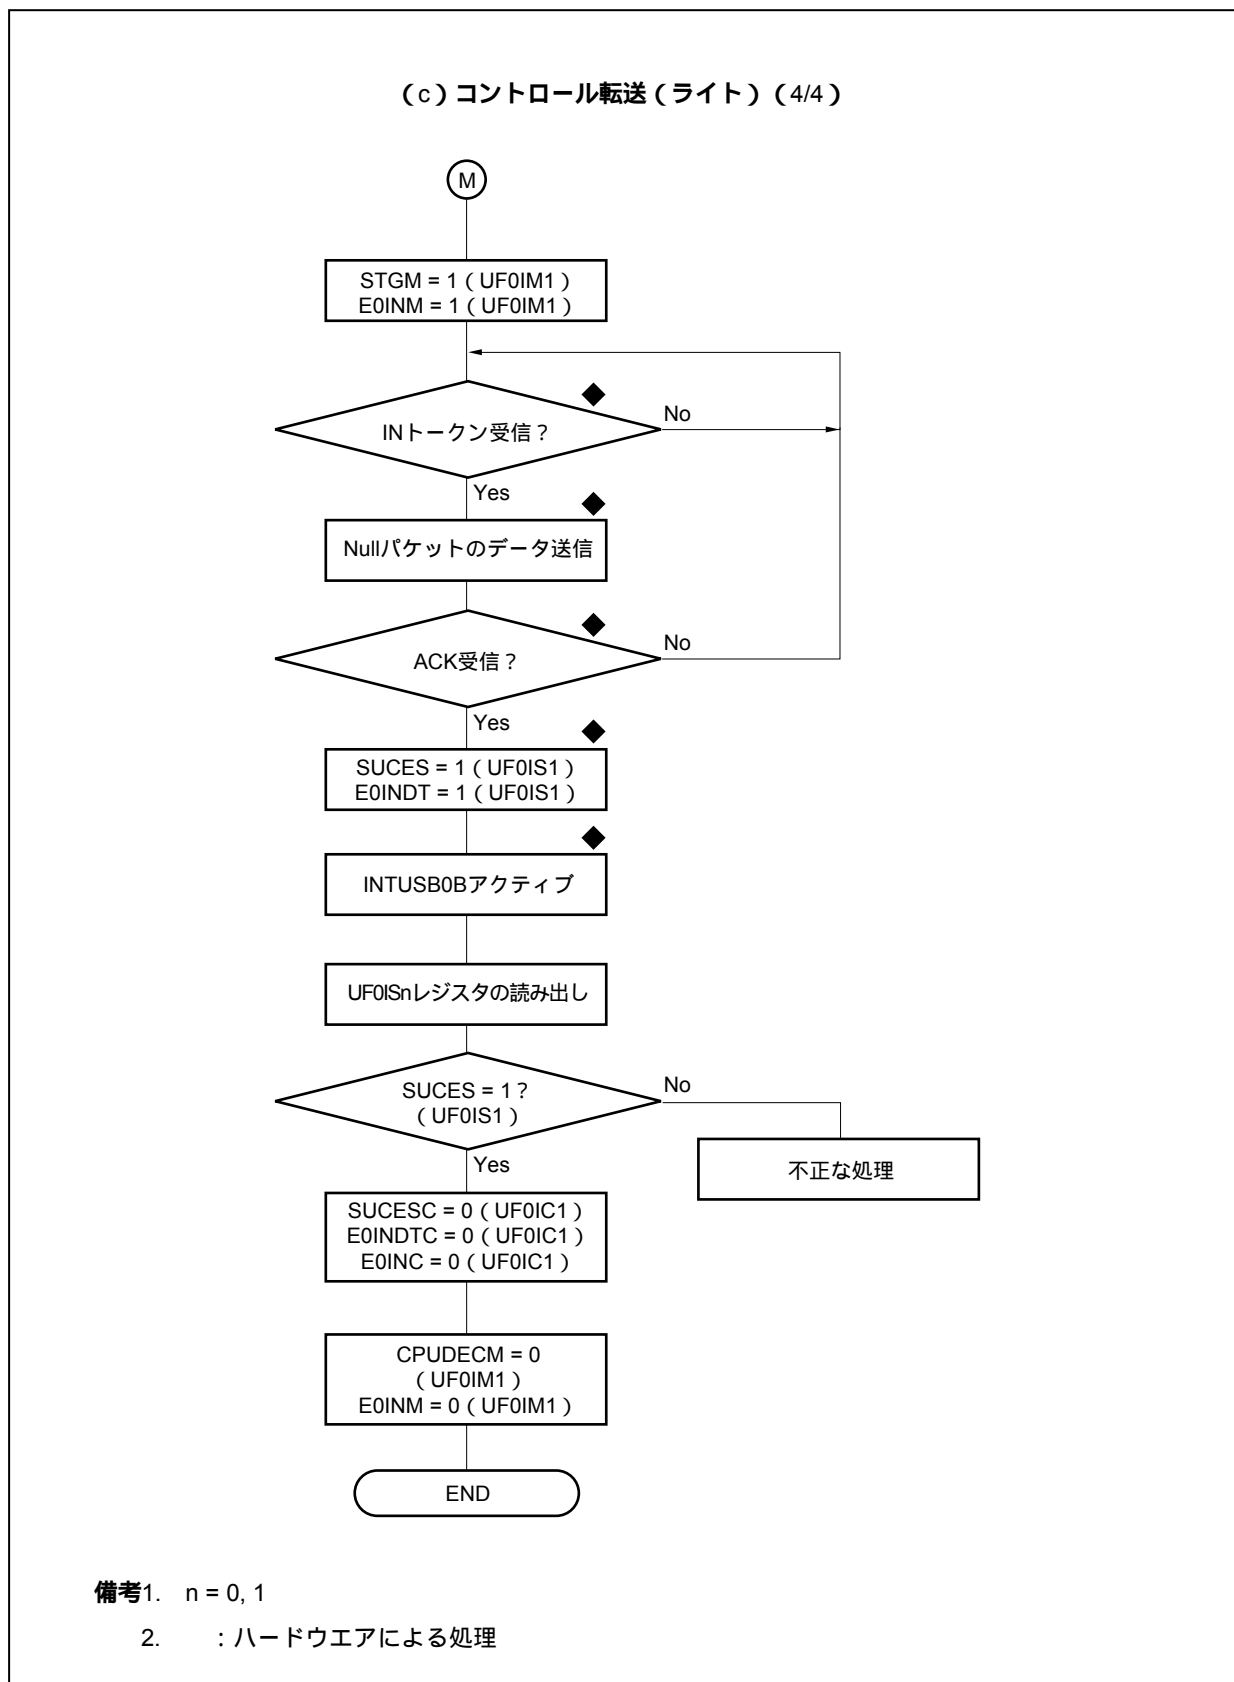 （c）コントロール転送（ライト）（4/4）
M
STGM = 1（UF0IM1）
E0INM = 1（UF0IM1）
INトークン受信？
No
Yes
Nullパケットのデータ送信
ACK受信？
No
Yes
SUCES = 1（UF0IS1）
E0INDT = 1（UF0IS1）
INTUSB0Bアクティブ
UF0ISnレジスタの読み出し
SUCES = 1？
（UF0IS1）
No
Yes
不正な処理
SUCESC = 0（UF0IC1）
E0INDTC = 0（UF0IC1）
E0INC = 0（UF0IC1）
CPUDECM = 0
（UF0IM1）
E0INM = 0（UF0IM1）
END
備考1. n = 0, 1
2. ：ハードウエアによる処理